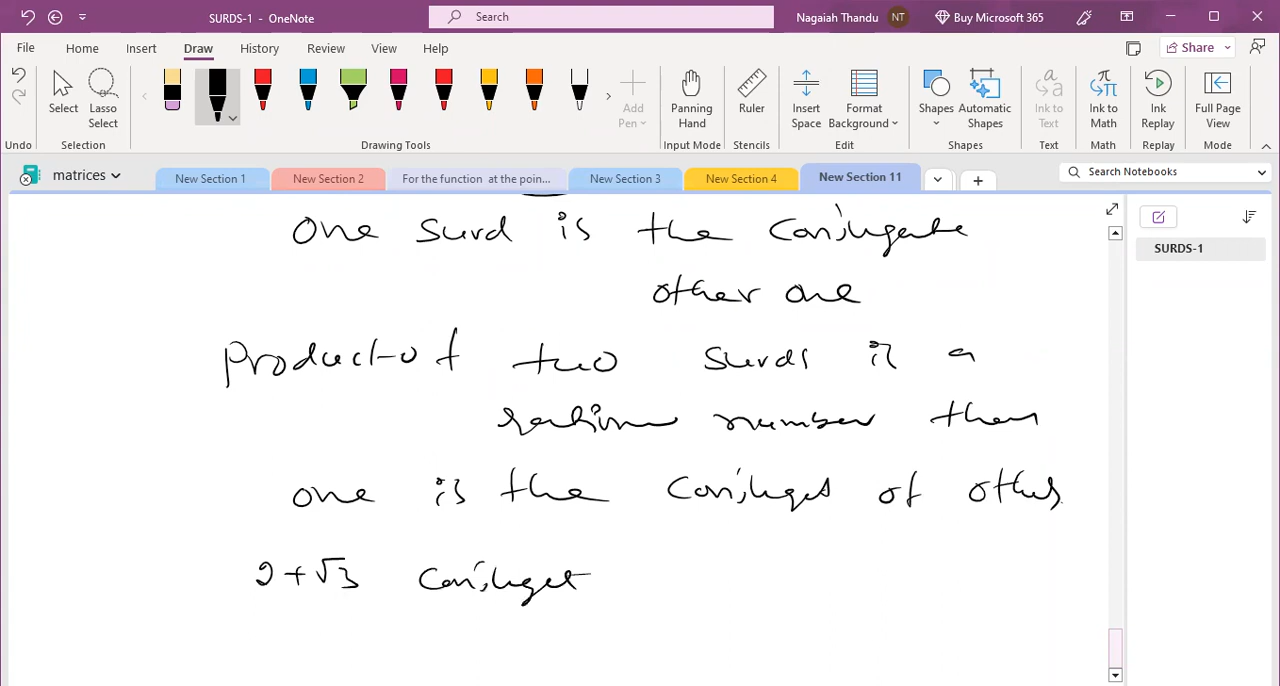 SURDS-1 - OneNote
Search
Nagaiah Thandu NT
Buy Microsoft 365
File Home Insert Draw History Review View Help
Share
Undo
Select
Lasso Select
Selection
Drawing Tools
Add Pen
Panning Hand
Input Mode
Ruler
Stencils
Insert Space
Format Background
Edit
Shapes
Automatic Shapes
Shapes
Ink to Text
Text
Ink to Math
Math
Ink Replay
Replay
Full Page View
Mode
matrices
New Section 1
New Section 2
For the function at the poin...
New Section 3
New Section 4
New Section 11
+
Search Notebooks
SURDS-1
One surd is the conjugate
other one
product of two surds is a
number then
one is the conjuget of other
2+√3 conjuget